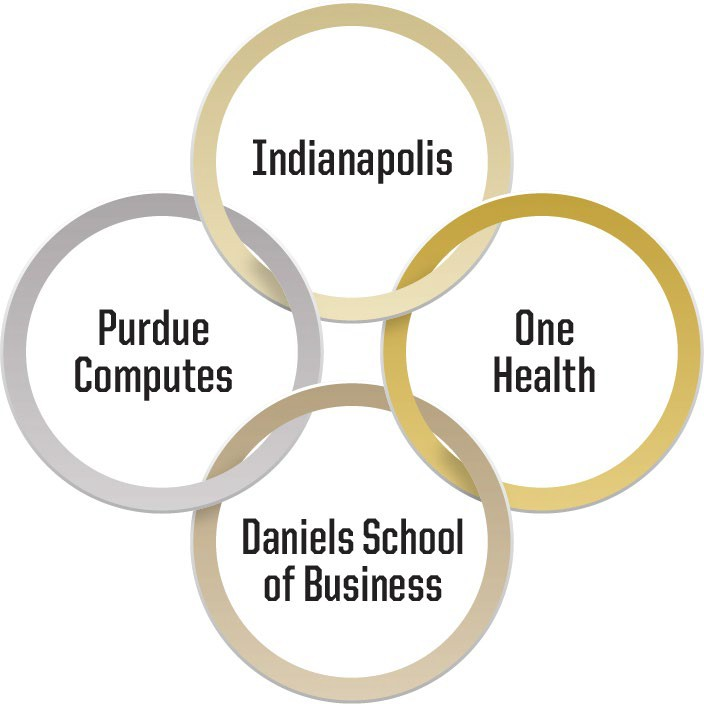 Indianapolis
Purdue
Computes
One
Health
Daniels School
of Business